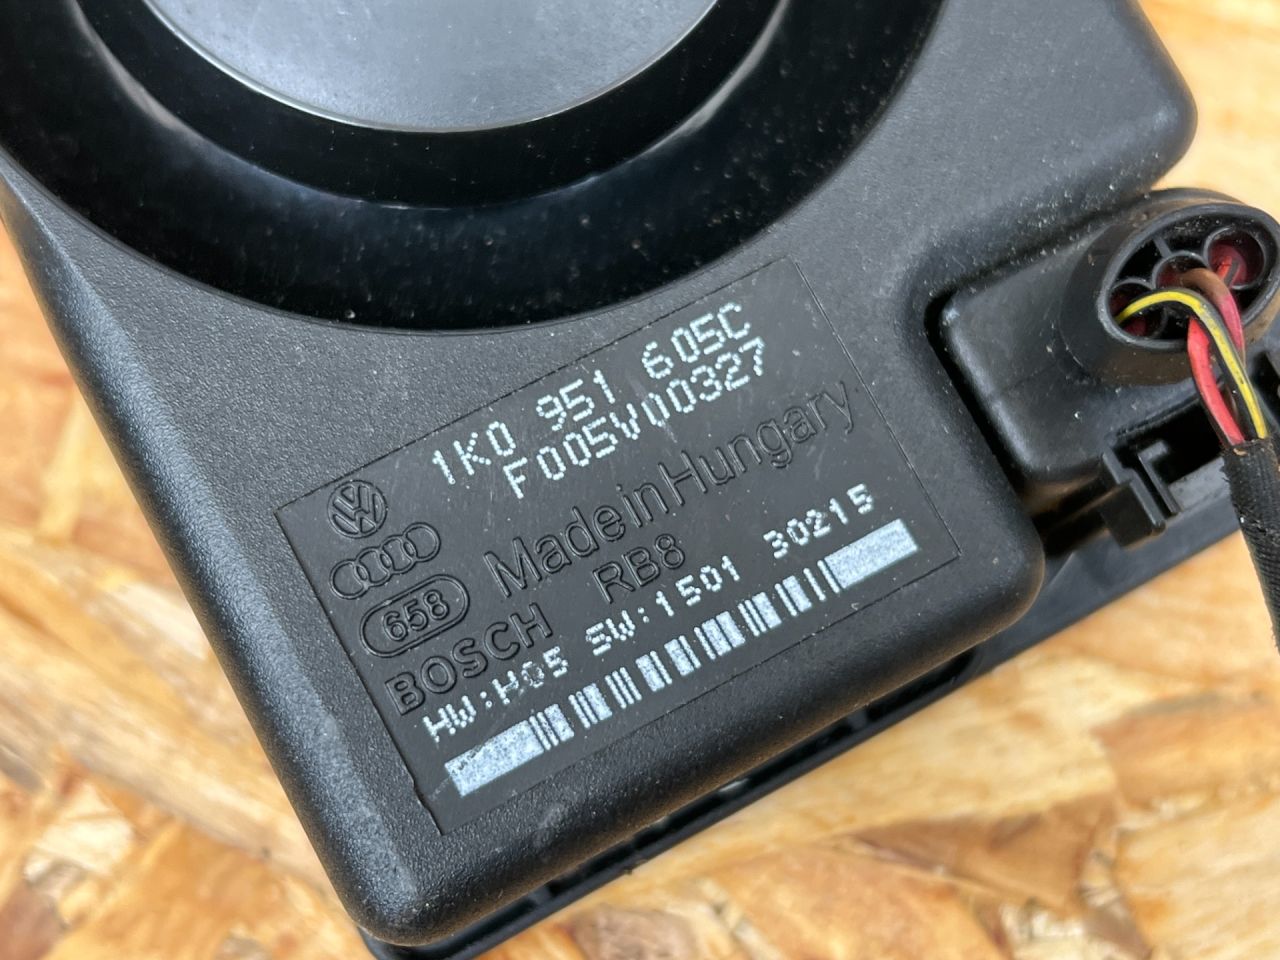 1K0 951 605C
F005V00327
Made in Hungary
658
RB8
BOSCH
HW:H05 SW:1501 30215